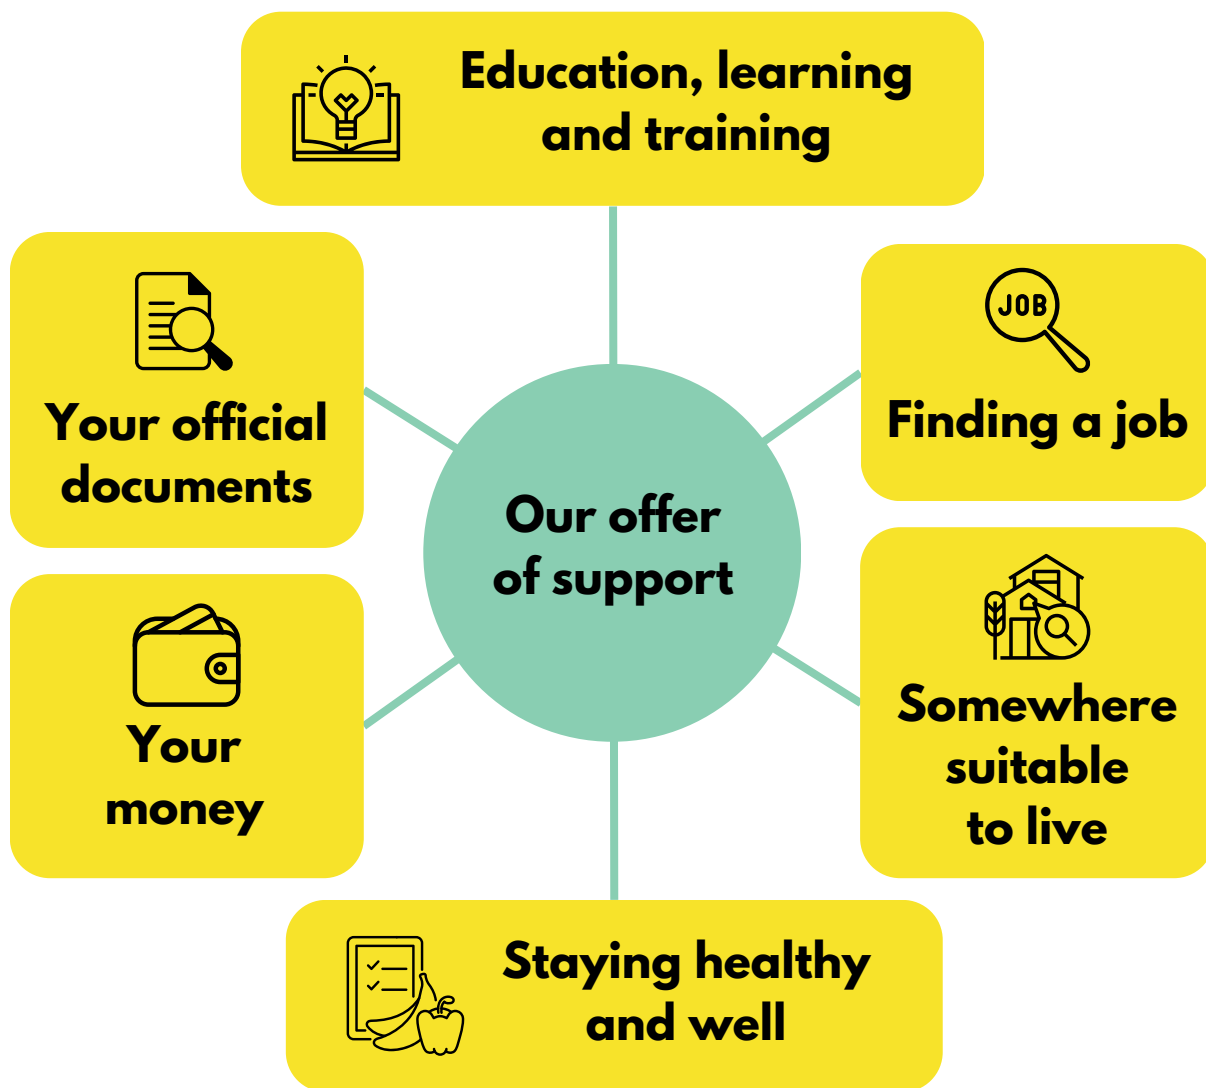 Education, learning
and training
Your official
documents
JOB
Finding a job
Our offer
of support
Your
money
Somewhere
suitable
to live
Staying healthy
and well